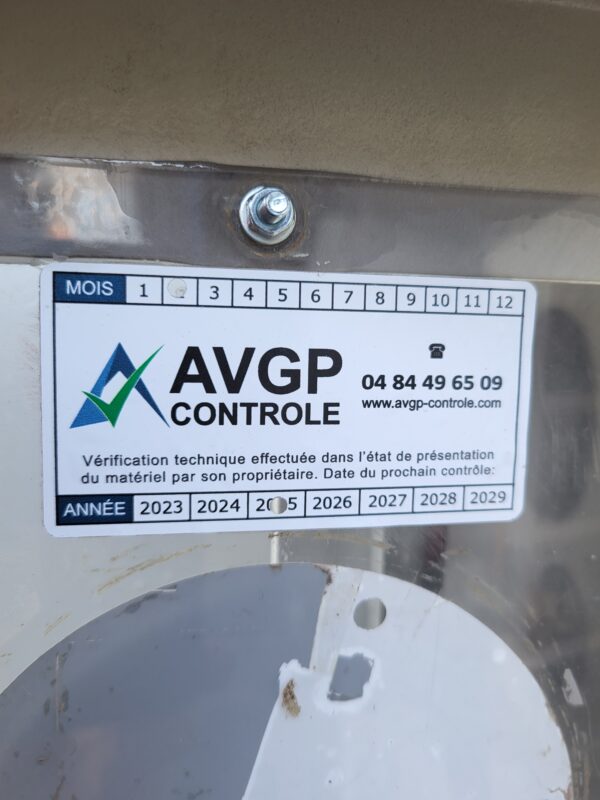 MOIS 1 3 4 5 6 7 8 9 10 11 12
AVGP
CONTROLE
04 84 49 65 09
www.avgp-controle.com
Vérification technique effectuée dans l'état de présentation
du matériel par son propriétaire. Date du prochain contrôle:
ANNÉE 2023 2024 2025 2026 2027 2028 2029